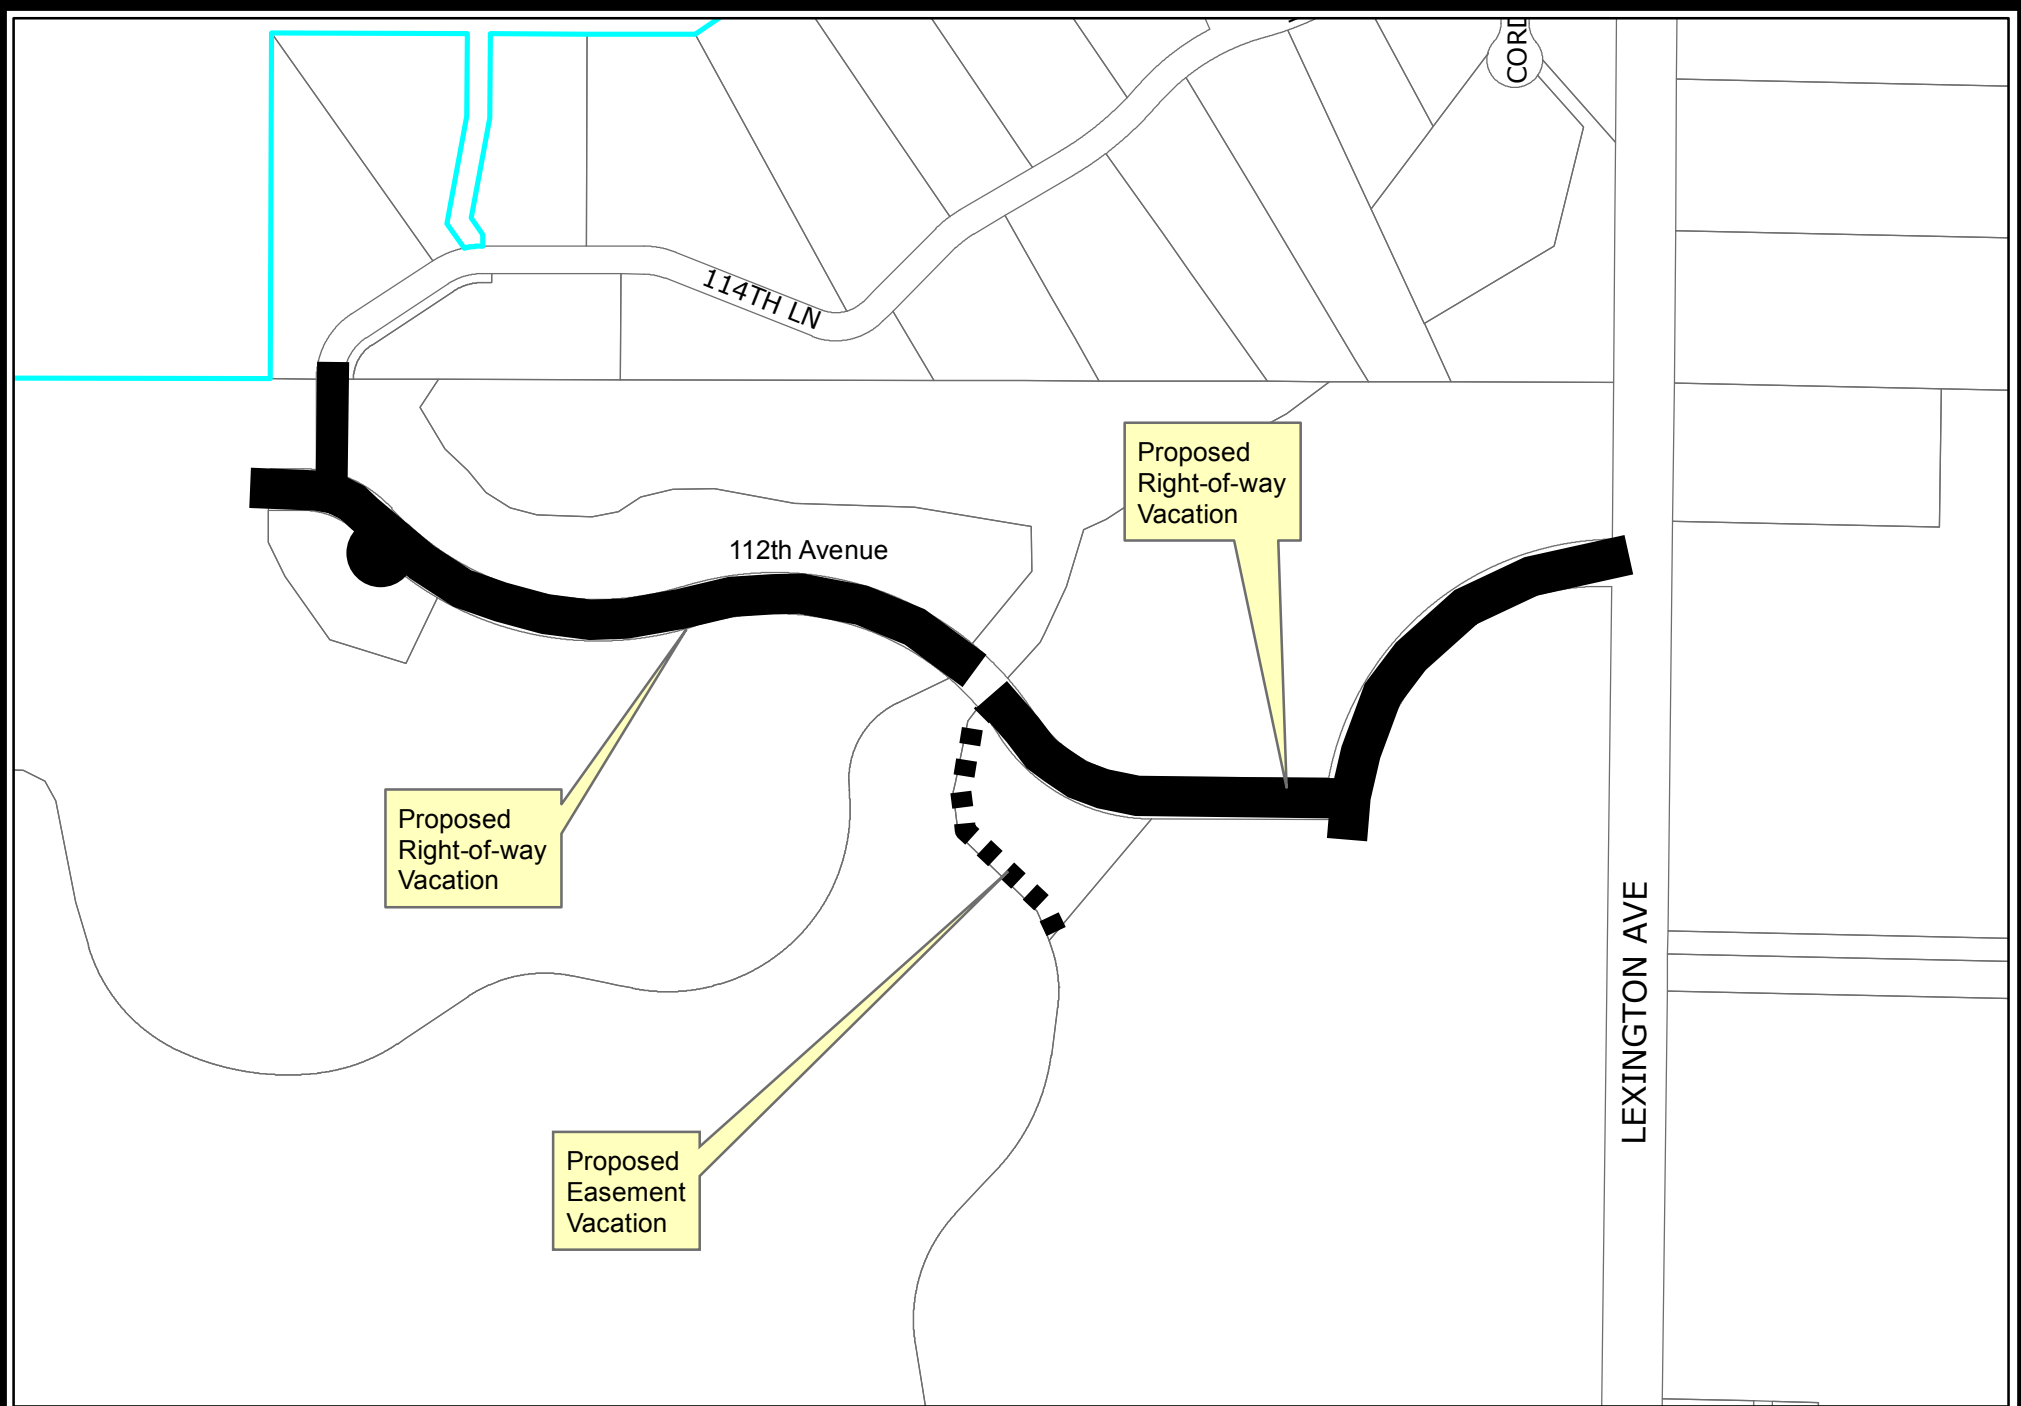 CORD
114TH LN
Proposed
Right-of-way
Vacation
112th Avenue
Proposed
Right-of-way
Vacation
LEXINGTON AVE
Proposed
Easement
Vacation